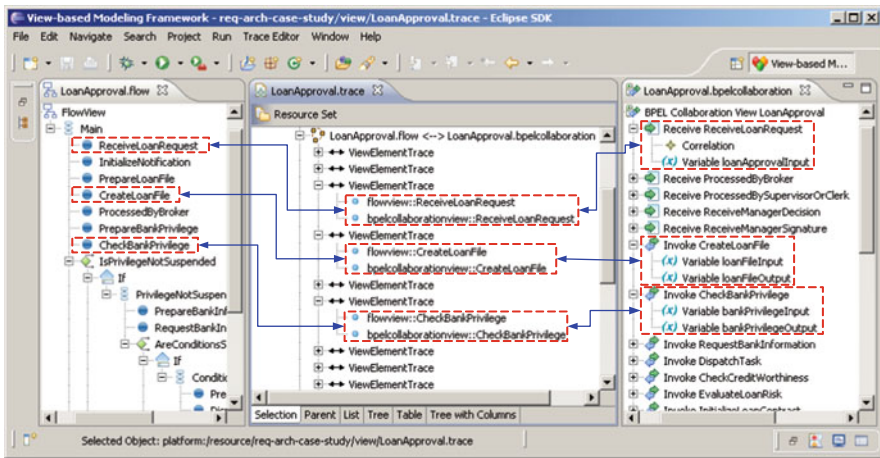 View-based Modeling Framework - req-arch-case-study/view/LoanApproval.trace - Eclipse SDK
File Edit Navigate Search Project Run Trace Editor Window Help
View-based M...
LoanApproval.flow
FlowView
Main
ReceiveLoanRequest
InitializeNotification
PrepareLoanFile
CreateLoanFile
ProcessedByBroker
PrepareBankPrivilege
CheckBankPrivilege
IsPrivilegeNotSuspended
If
PrivilegeNotSuspen
PrepareBankInf
RequestBankIn
AreConditionsS
If
Conditic
Pre
LoanApproval.trace
Resource Set
LoanApproval.flow <--> LoanApproval.bpelcollaboration
ViewElementTrace
ViewElementTrace
ViewElementTrace
flowview::ReceiveLoanRequest
bpelcollaborationview::ReceiveLoanRequest
ViewElementTrace
flowview::CreateLoanFile
bpelcollaborationview::CreateLoanFile
ViewElementTrace
ViewElementTrace
flowview::CheckBankPrivilege
bpelcollaborationview::CheckBankPrivilege
ViewElementTrace
ViewElementTrace
ViewElementTrace
Selection Parent List Tree Table Tree with Columns
LoanApproval.bpelcollaboration
BPEL Collaboration View LoanApproval
Receive ReceiveLoanRequest
Correlation
(x) Variable loanApprovalInput
Receive ProcessedByBroker
Receive ProcessedBySupervisorOrClerk
Receive ReceiveManagerDecision
Receive ReceiveManagerSignature
Invoke CreateLoanFile
(x) Variable loanFileInput
(x) Variable loanFileOutput
Invoke CheckBankPrivilege
(x) Variable bankPrivilegeInput
(x) Variable bankPrivilegeOutput
Invoke RequestBankInformation
Invoke DispatchTask
Invoke CheckCreditWorthiness
Invoke EvaluateLoanRisk
Invoke InitializeLoanContract
Selected Object: platform:/resource/req-arch-case-study/view/LoanApproval.trace